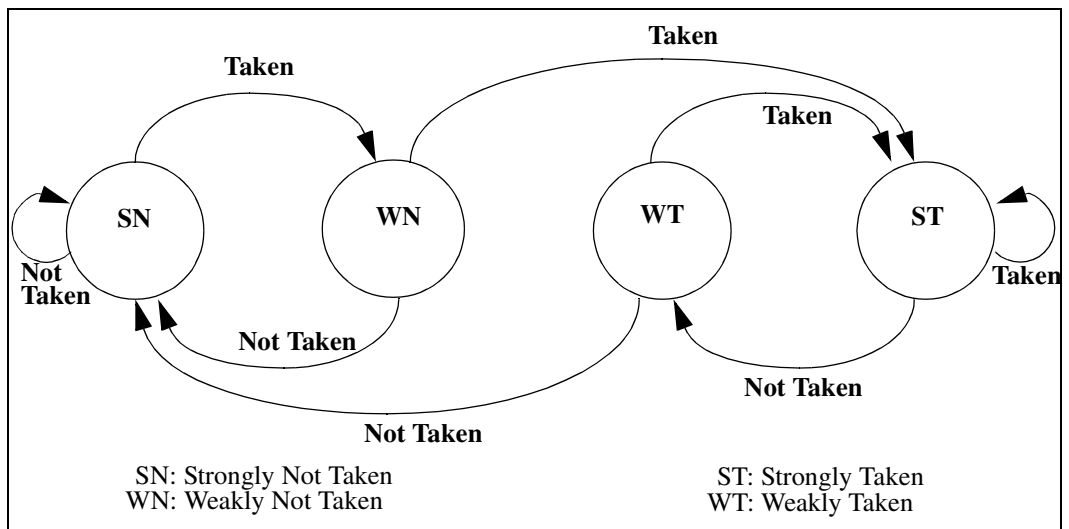 Taken
Taken
Taken
SN
WN
WT
ST
Not
Taken
Taken
Not Taken
Not Taken
Not Taken
SN: Strongly Not Taken
WN: Weakly Not Taken
ST: Strongly Taken
WT: Weakly Taken